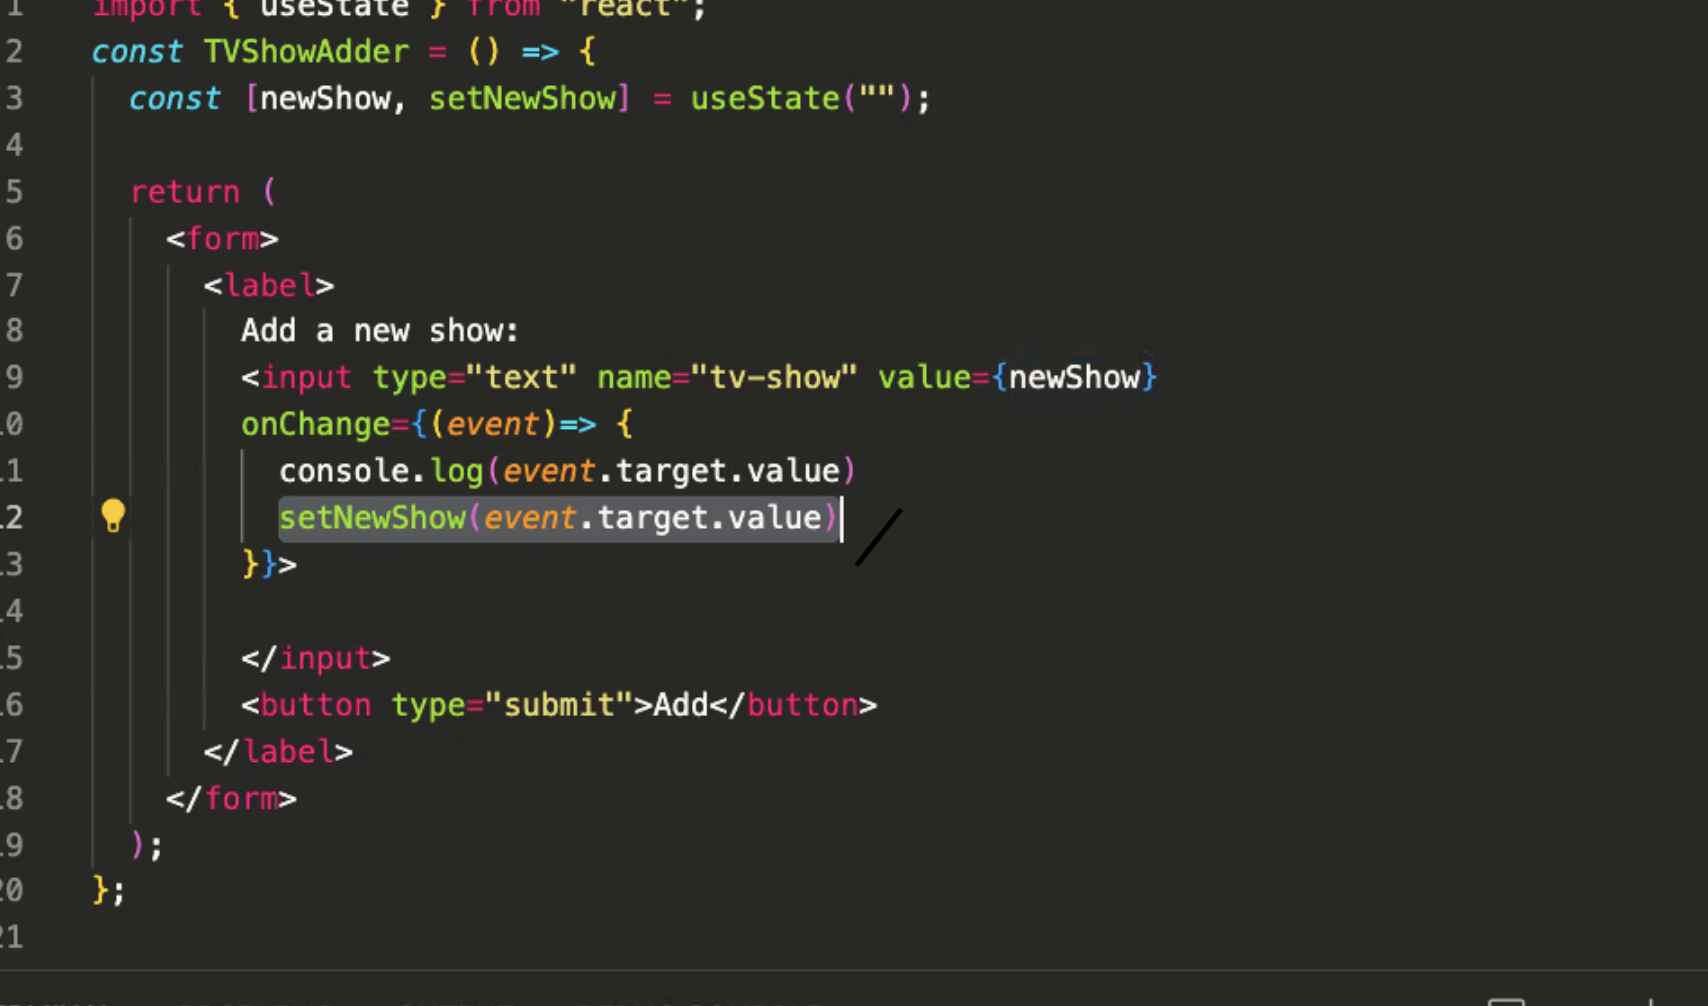 1 import { useState } from "react";
2 const TVShowAdder = () => {
3 const [newShow, setNewShow] = useState("");
4
5 return (
6 <form>
7 <label>
8 Add a new show:
9 <input type="text" name="tv-show" value={newShow}
10 onChange={(event)=> {
11 console.log(event.target.value)
12 setNewShow(event.target.value)
13 }}>
14
15 </input>
16 <button type="submit">Add</button>
17 </label>
18 </form>
19 );
20 };
21